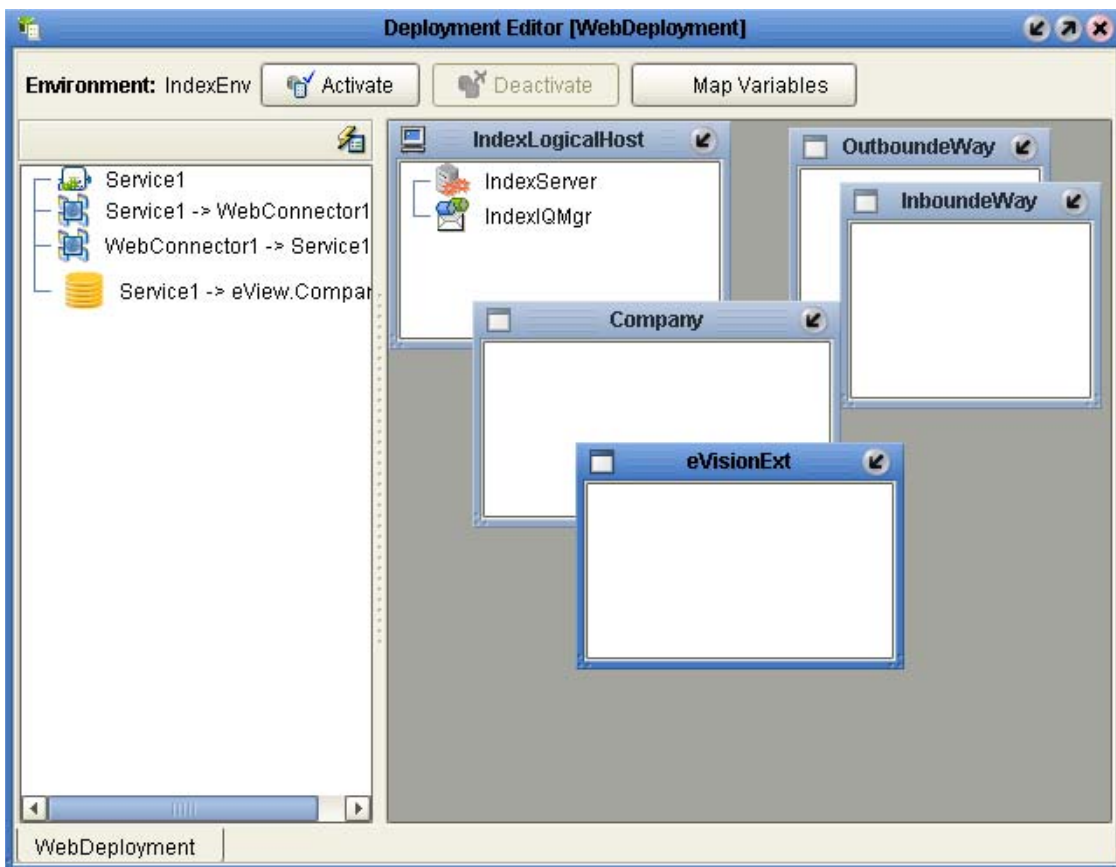 Deployment Editor [WebDeployment]
Environment: IndexEnv Activate Deactivate Map Variables
Service1
Service1 -> WebConnector1
WebConnector1 -> Service1
Service1 -> eView.Compar
IndexLogicalHost
IndexServer
IndexIQMgr
OutboundeWay
InboundeWay
Company
eVisionExt
WebDeployment